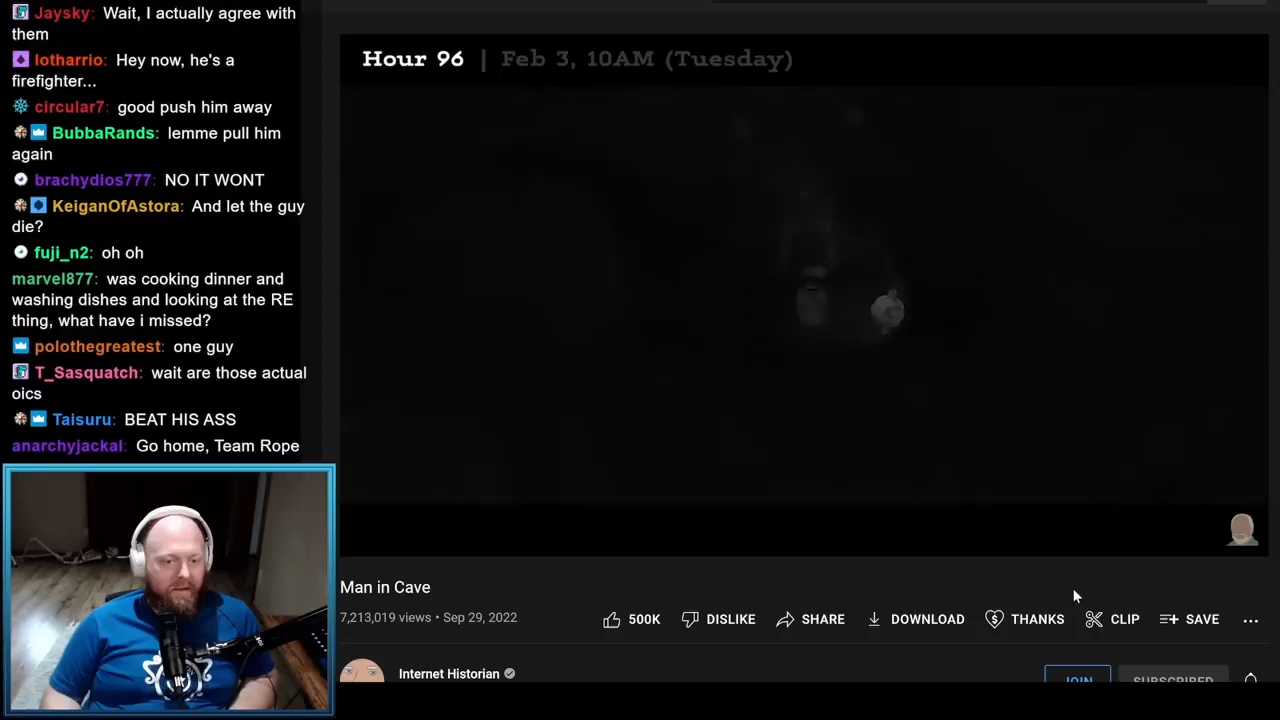 Jaysky: Wait, I actually agree with
them
lotharrio: Hey now, he's a
firefighter...
circular7: good push him away
BubbaRands: lemme pull him
again
brachydios777: NO IT WONT
KeiganOfAstora: And let the guy
die?
fuji_n2: oh oh
marvel877: was cooking dinner and
washing dishes and looking at the RE
thing, what have i missed?
polothegreatest: one guy
T_Sasquatch: wait are those actual
oics
Taisuru: BEAT HIS ASS
anarchyjackal: Go home, Team Rope
Hour 96 | Feb 3, 10AM (Tuesday)
Man in Cave
7,213,019 views • Sep 29, 2022
500K DISLIKE SHARE DOWNLOAD THANKS CLIP SAVE
Internet Historian
JOIN SUBSCRIBED